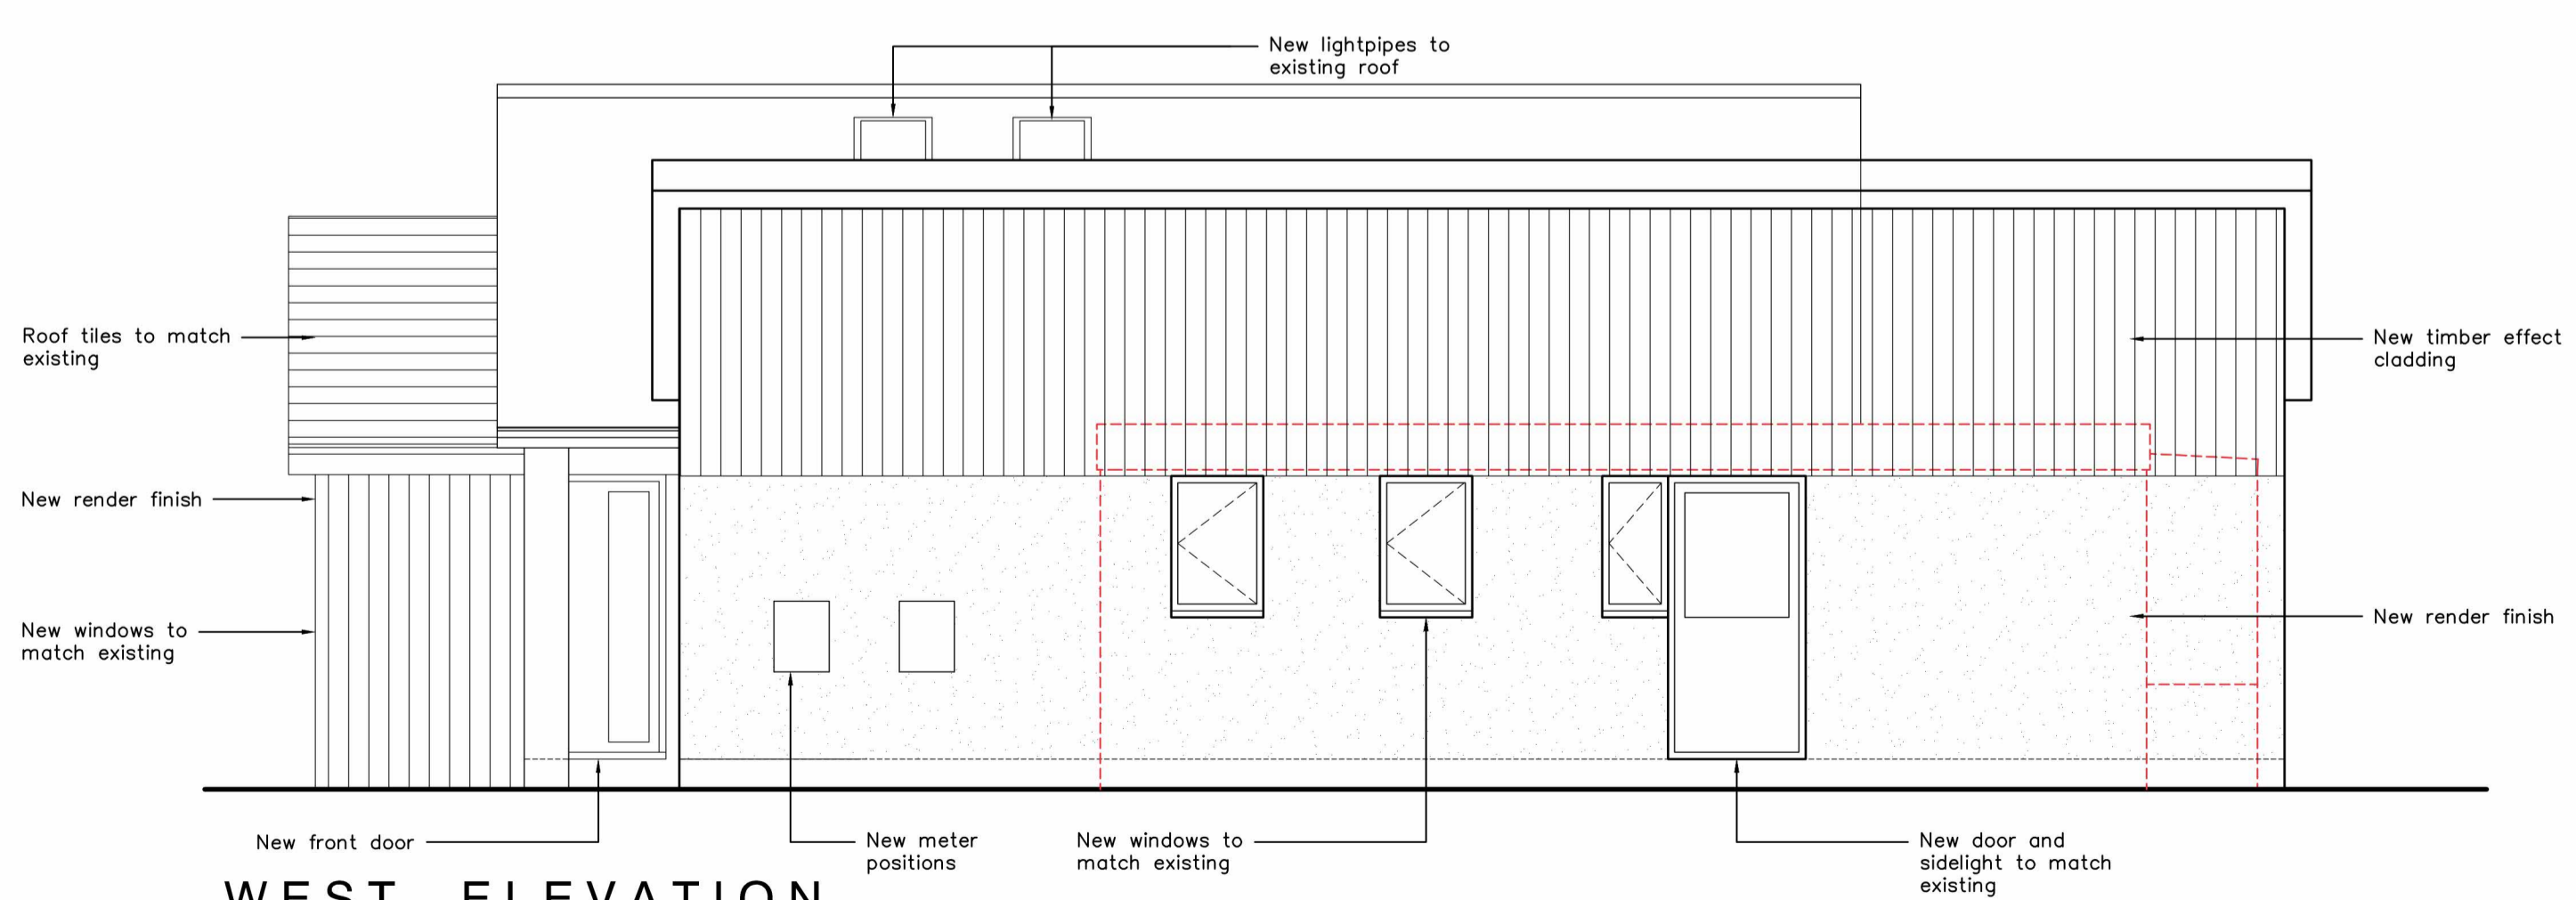 New lightpipes to
existing roof
Roof tiles to match
existing
New timber effect
cladding
New render finish
New windows to
match existing
New render finish
New front door
New meter
positions
New windows to
match existing
New door and
sidelight to match
existing
WEST ELEVATION